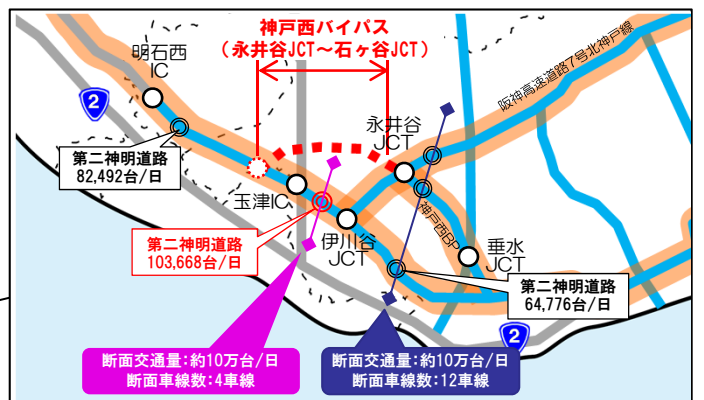 神戸西バイパス
（永井谷JCT～石ヶ谷JCT）
明石西
IC
2
阪神高速道路7号北神戸線
永井谷
JCT
第二神明道路
82,492台/日
玉津IC
神戸西BP
伊川谷
JCT
垂水
JCT
第二神明道路
103,668台/日
第二神明道路
64,776台/日
2
断面交通量：約10万台/日
断面車線数：4車線
断面交通量：約10万台/日
断面車線数：12車線